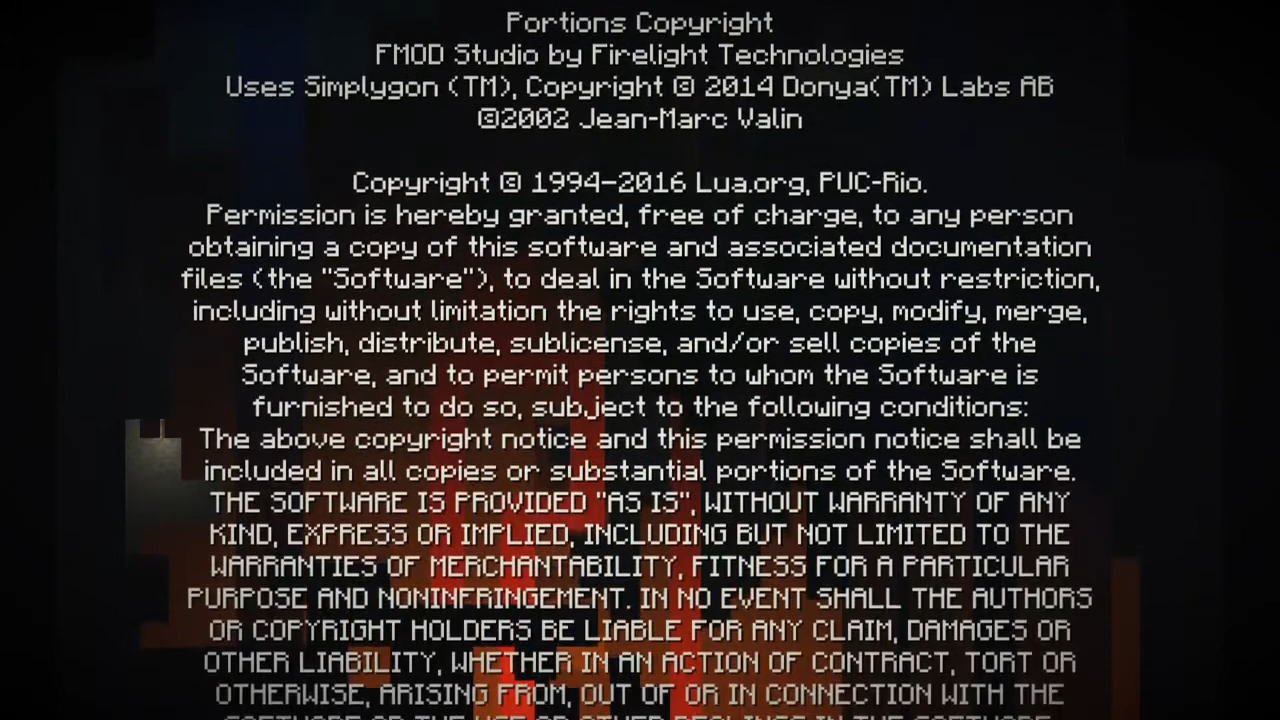 Portions Copyright
FMOD Studio by Firelight Technologies
Uses Simplygon (TM), Copyright © 2014 Donya(TM) Labs AB
©2002 Jean-Marc Valin
Copyright © 1994–2016 Lua.org, PUC-Rio.
Permission is hereby granted, free of charge, to any person
obtaining a copy of this software and associated documentation
files (the "Software"), to deal in the Software without restriction,
including without limitation the rights to use, copy, modify, merge,
publish, distribute, sublicense, and/or sell copies of the
Software, and to permit persons to whom the Software is
furnished to do so, subject to the following conditions:
The above copyright notice and this permission notice shall be
included in all copies or substantial portions of the Software.
THE SOFTWARE IS PROVIDED "AS IS", WITHOUT WARRANTY OF ANY
KIND, EXPRESS OR IMPLIED, INCLUDING BUT NOT LIMITED TO THE
WARRANTIES OF MERCHANTABILITY, FITNESS FOR A PARTICULAR
PURPOSE AND NONINFRINGEMENT. IN NO EVENT SHALL THE AUTHORS
OR COPYRIGHT HOLDERS BE LIABLE FOR ANY CLAIM, DAMAGES OR
OTHER LIABILITY, WHETHER IN AN ACTION OF CONTRACT, TORT OR
OTHERWISE, ARISING FROM, OUT OF OR IN CONNECTION WITH THE